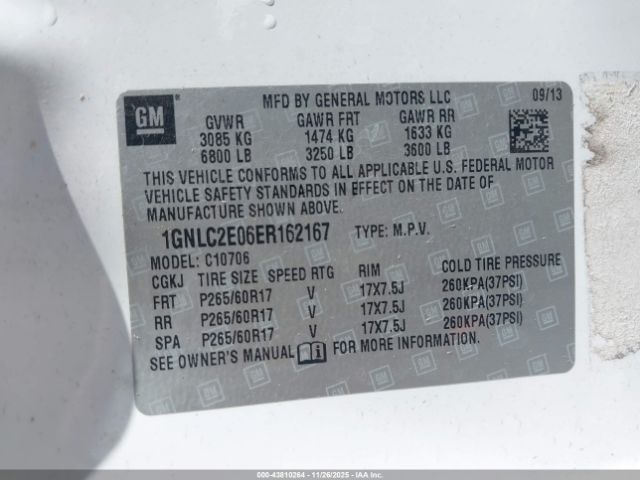 GM
MFD BY GENERAL MOTORS LLC 09/13
GVWR GAWR FRT GAWR RR
3085 KG 1474 KG 1633 KG
6800 LB 3250 LB 3600 LB
THIS VEHICLE CONFORMS TO ALL APPLICABLE U.S. FEDERAL MOTOR
VEHICLE SAFETY STANDARDS IN EFFECT ON THE DATE OF
MANUFACTURE SHOWN ABOVE.
1GNLC2E06ER162167 TYPE: M.P.V.
MODEL: C10706
CGKJ TIRE SIZE SPEED RTG RIM COLD TIRE PRESSURE
FRT P265/60R17 V 17X7.5J 260KPA(37PSI)
RR P265/60R17 V 17X7.5J 260KPA(37PSI)
SPA P265/60R17 V 17X7.5J 260KPA(37PSI)
SEE OWNER'S MANUAL FOR MORE INFORMATION.
000-43810264 - 11/26/2025 - IAAI.COM